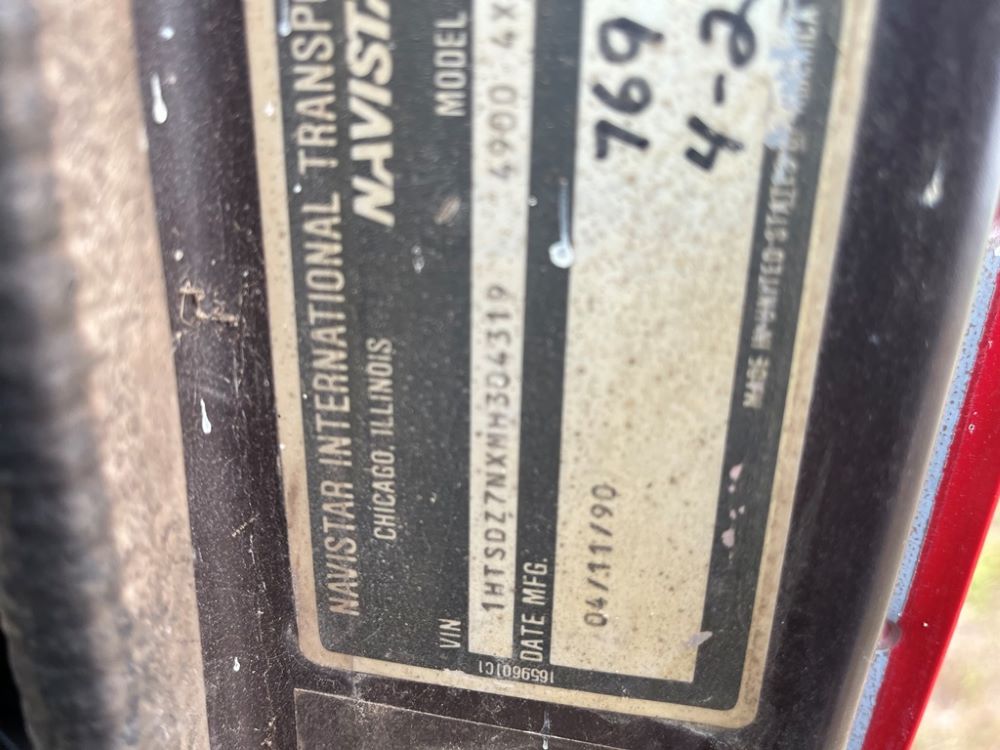 NAVISTAR INTERNATIONAL TRANSP
NAVISTA
CHICAGO, ILLINOIS
VIN MODEL
1HTSDZ7NXMH304319 4900 4X
DATE MFG.
04/11/90
769
4-2
MADE IN UNITED STATES OF AMERICA
1659601C1